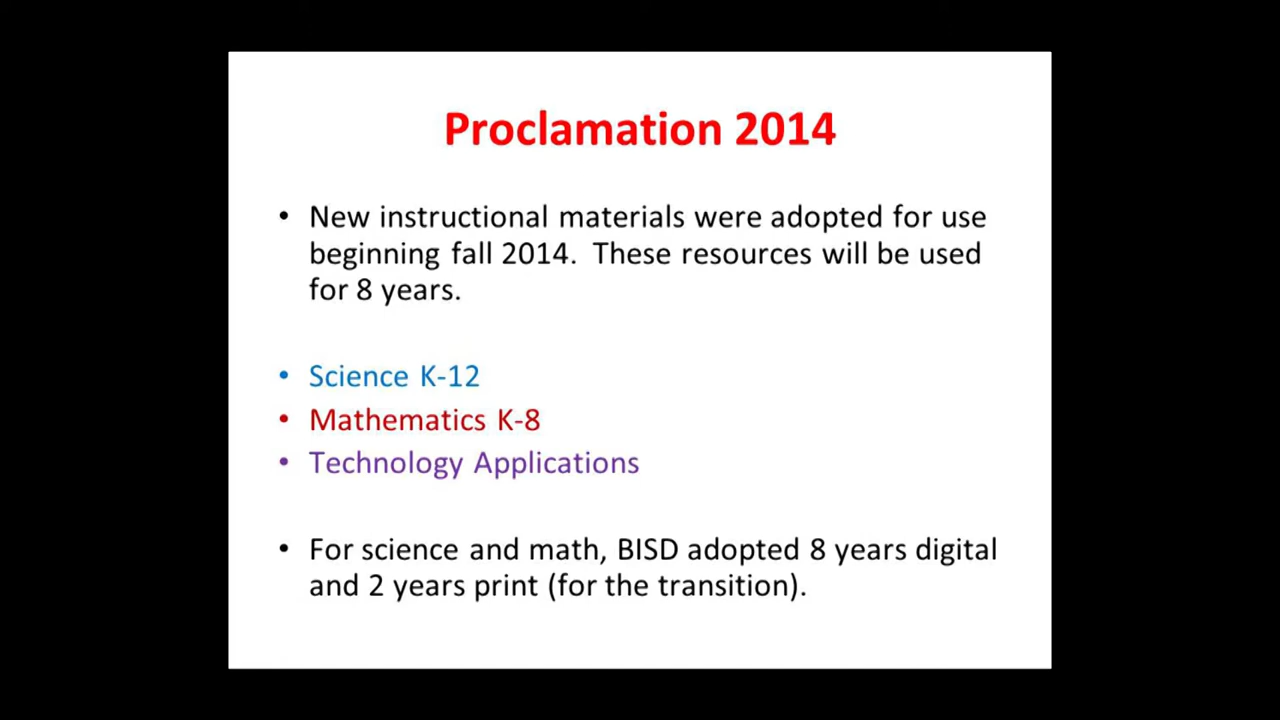 Proclamation 2014
• New instructional materials were adopted for use
beginning fall 2014.  These resources will be used
for 8 years.
• Science K-12
• Mathematics K-8
• Technology Applications
• For science and math, BISD adopted 8 years digital
and 2 years print (for the transition).